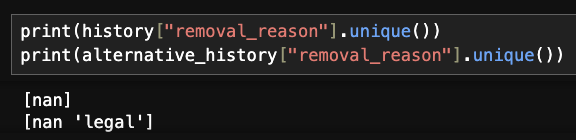 print(history["removal_reason"].unique())
print(alternative_history["removal_reason"].unique())
[nan]
[nan 'legal']